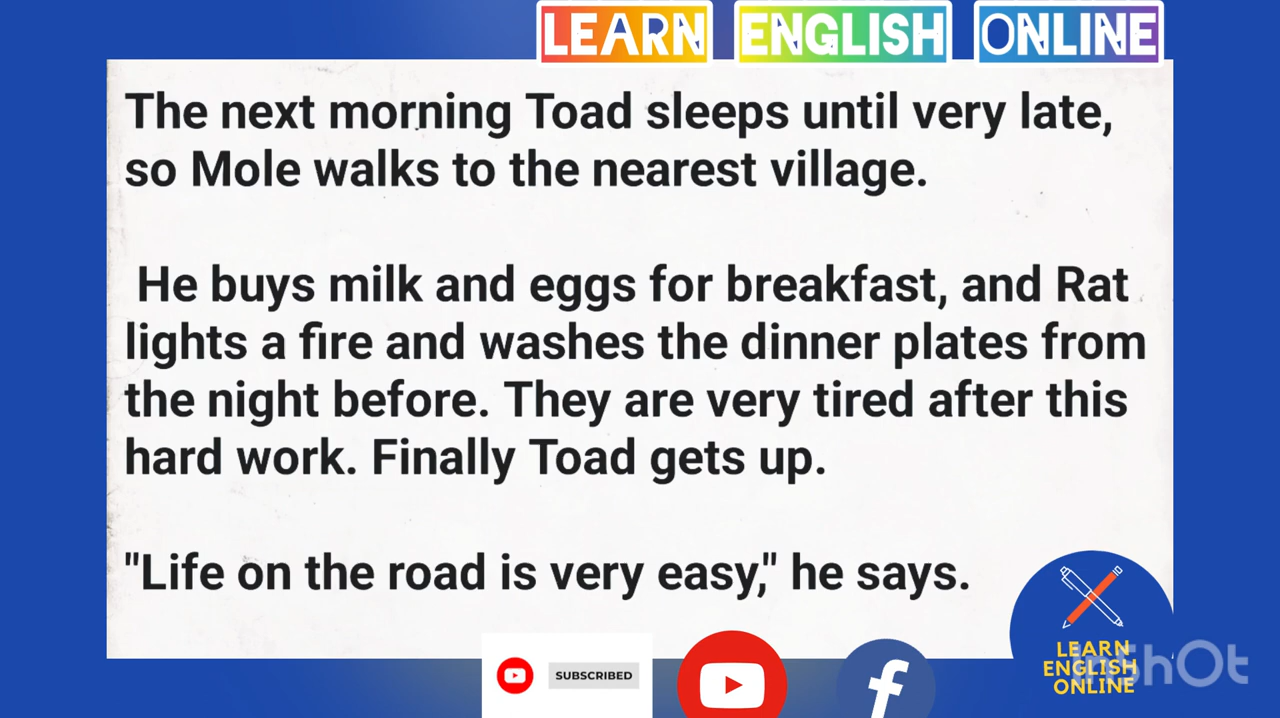 LEARN ENGLISH ONLINE
The next morning Toad sleeps until very late,
so Mole walks to the nearest village.
He buys milk and eggs for breakfast, and Rat
lights a fire and washes the dinner plates from
the night before. They are very tired after this
hard work. Finally Toad gets up.
"Life on the road is very easy," he says.
SUBSCRIBED
LEARN
ENGLISH
ONLINE
InShOt